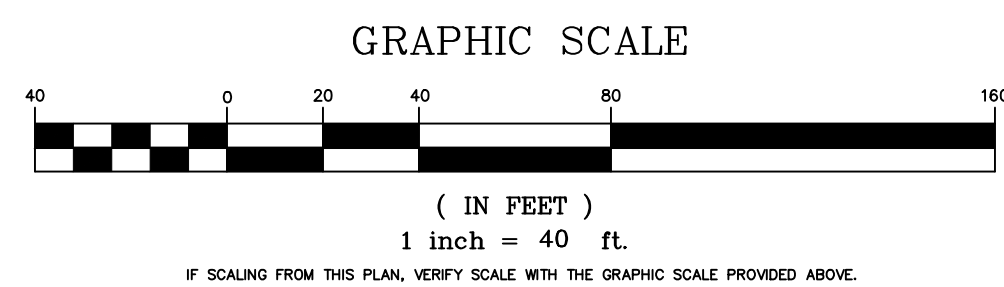 GRAPHIC SCALE
40 0 20 40 80 160
( IN FEET )
1 inch = 40 ft.
IF SCALING FROM THIS PLAN, VERIFY SCALE WITH THE GRAPHIC SCALE PROVIDED ABOVE.